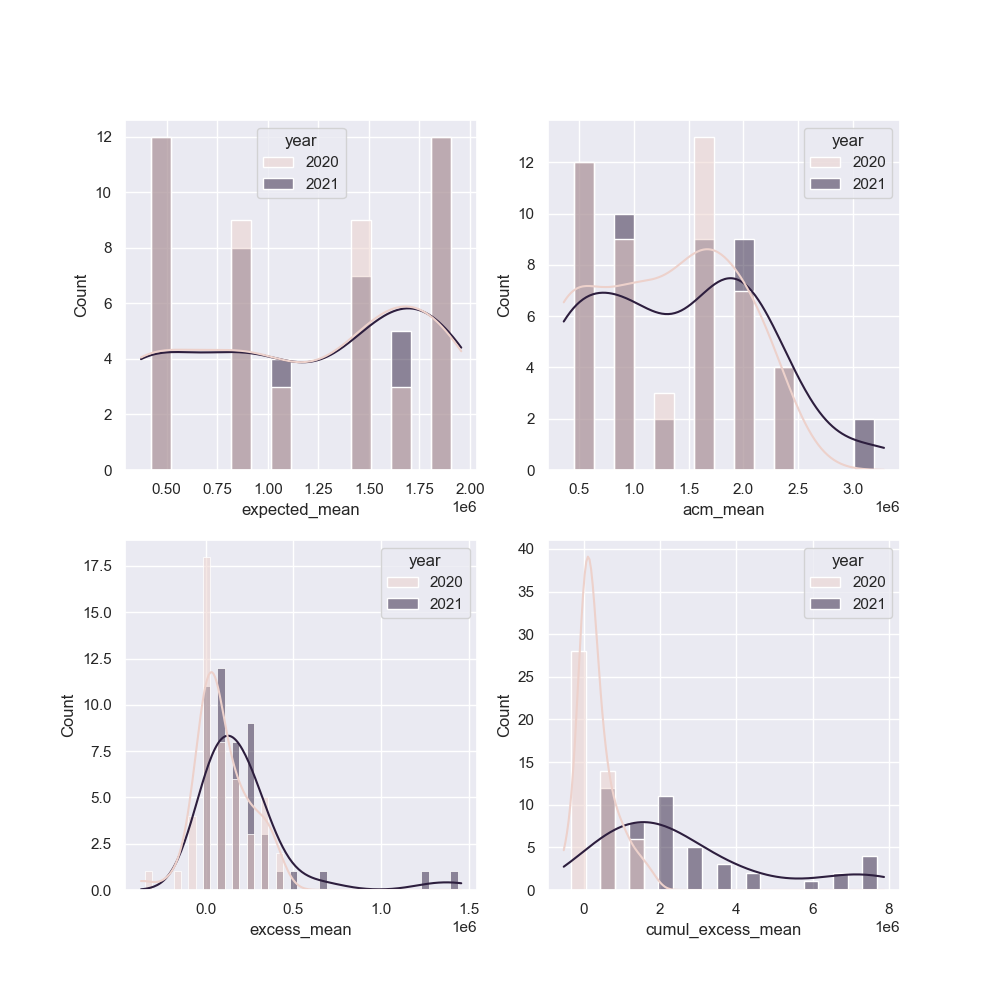 year
2020
2021
Count
12
10
8
6
4
2
0
0.50 0.75 1.00 1.25 1.50 1.75 2.00
expected_mean 1e6
year
2020
2021
Count
12
10
8
6
4
2
0
0.5 1.0 1.5 2.0 2.5 3.0
acm_mean 1e6
year
2020
2021
Count
17.5
15.0
12.5
10.0
7.5
5.0
2.5
0.0
0.0 0.5 1.0 1.5
excess_mean 1e6
year
2020
2021
Count
40
35
30
25
20
15
10
5
0
0 2 4 6 8
cumul_excess_mean 1e6